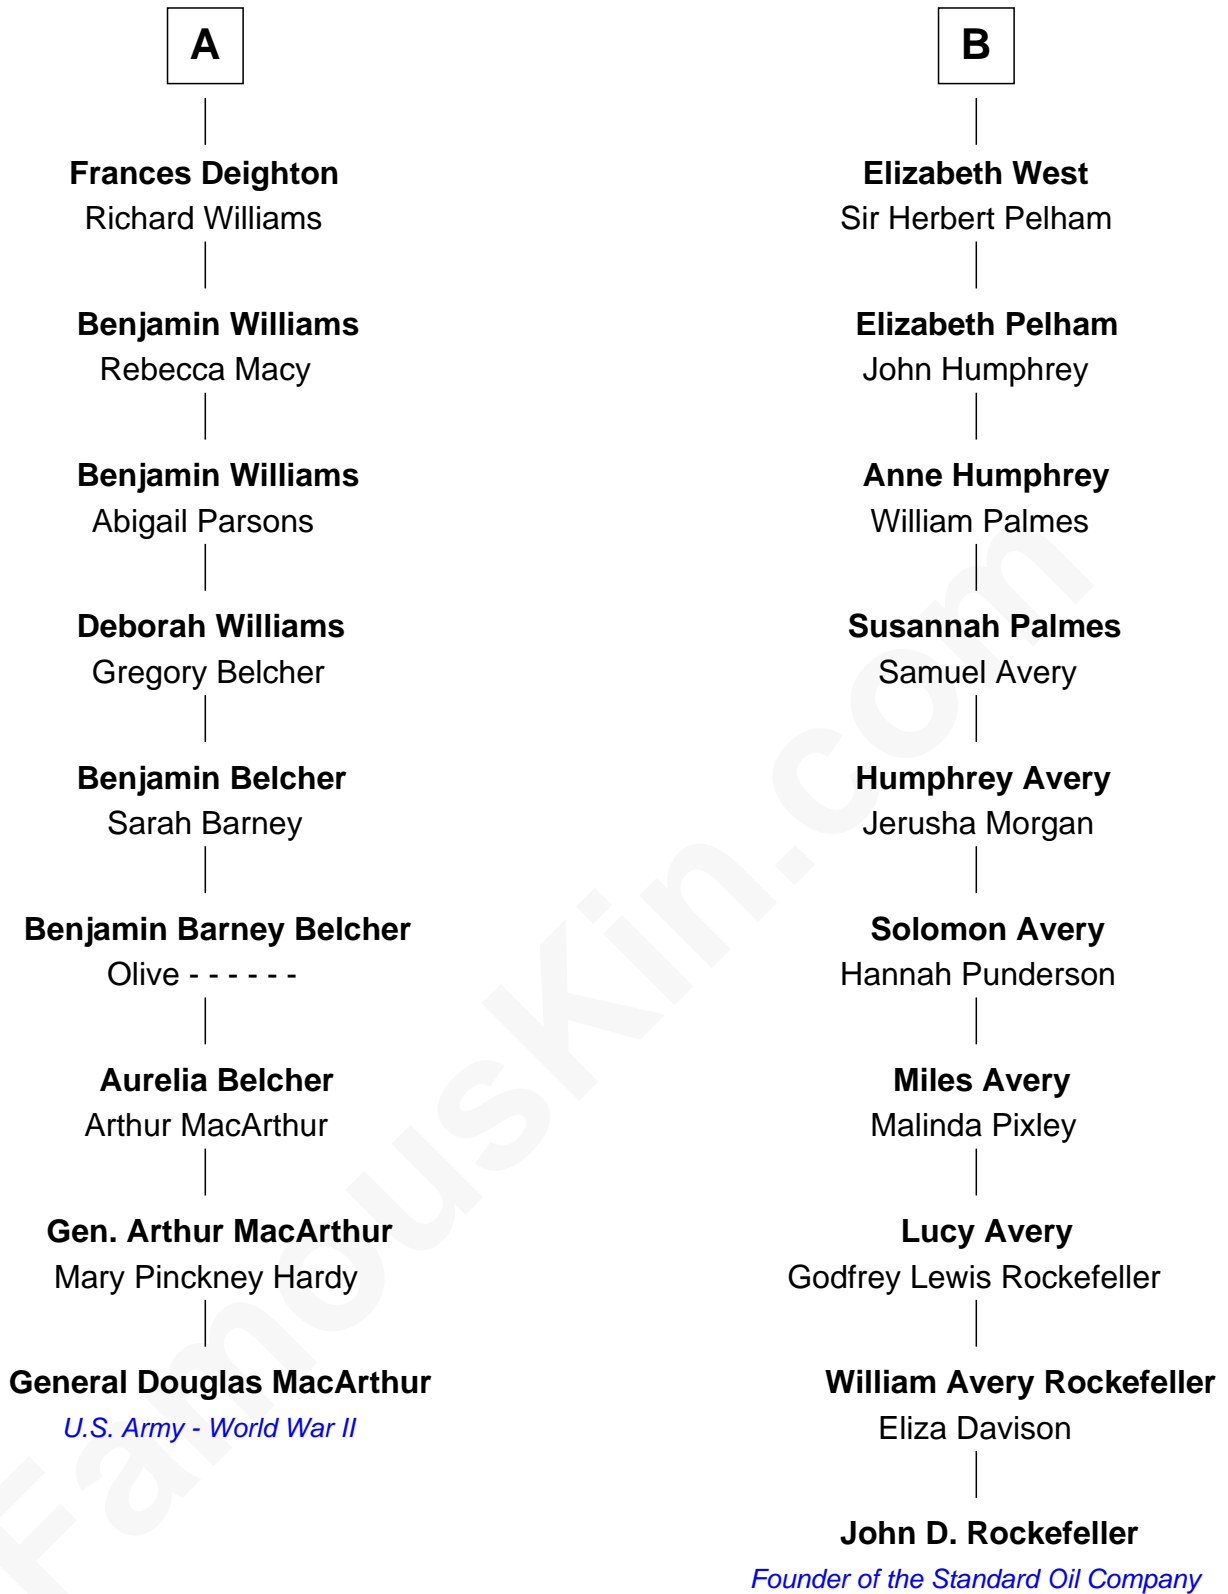 A
Frances Deighton
Richard Williams
Benjamin Williams
Rebecca Macy
Benjamin Williams
Abigail Parsons
Deborah Williams
Gregory Belcher
Benjamin Belcher
Sarah Barney
Benjamin Barney Belcher
Olive - - - - - -
Aurelia Belcher
Arthur MacArthur
Gen. Arthur MacArthur
Mary Pinckney Hardy
General Douglas MacArthur
U.S. Army - World War II
B
Elizabeth West
Sir Herbert Pelham
Elizabeth Pelham
John Humphrey
Anne Humphrey
William Palmes
Susannah Palmes
Samuel Avery
Humphrey Avery
Jerusha Morgan
Solomon Avery
Hannah Punderson
Miles Avery
Malinda Pixley
Lucy Avery
Godfrey Lewis Rockefeller
William Avery Rockefeller
Eliza Davison
John D. Rockefeller
Founder of the Standard Oil Company
FamousKin.com